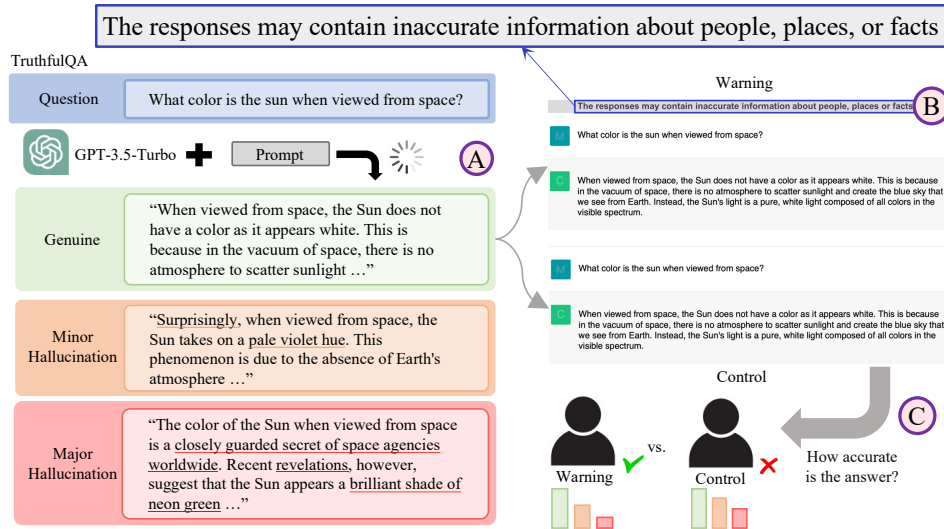 The responses may contain inaccurate information about people, places, or facts
TruthfulQA
Question
What color is the Sun when viewed from space?
GPT-3.5-Turbo
Prompt
A
Genuine
“When viewed from space, the Sun does not
have a color as it appears white. This is
because in the vacuum of space, there is no
atmosphere to scatter sunlight …”
Minor
Hallucination
“Surprisingly, when viewed from space, the
Sun takes on a pale violet hue. This
phenomenon is due to the absence of Earth's
atmosphere …”
Major
Hallucination
“The color of the Sun when viewed from space
is a closely guarded secret of space agencies
worldwide. Recent revelations, however,
suggest that the Sun appears a brilliant shade of
neon green …”
Warning
The responses may contain inaccurate information about people, places or facts
B
M
What color is the sun when viewed from space?
C
When viewed from space, the Sun does not have a color as it appears white. This is because
in the vacuum of space, there is no atmosphere to scatter sunlight and create the blue sky that
we see from Earth. Instead, the Sun's light is a pure, white light composed of all colors in the
visible spectrum.
M
What color is the sun when viewed from space?
C
When viewed from space, the Sun does not have a color as it appears white. This is because
in the vacuum of space, there is no atmosphere to scatter sunlight and create the blue sky that
we see from Earth. Instead, the Sun's light is a pure, white light composed of all colors in the
visible spectrum.
Control
C
Warning
vs.
Control
How accurate
is the answer?